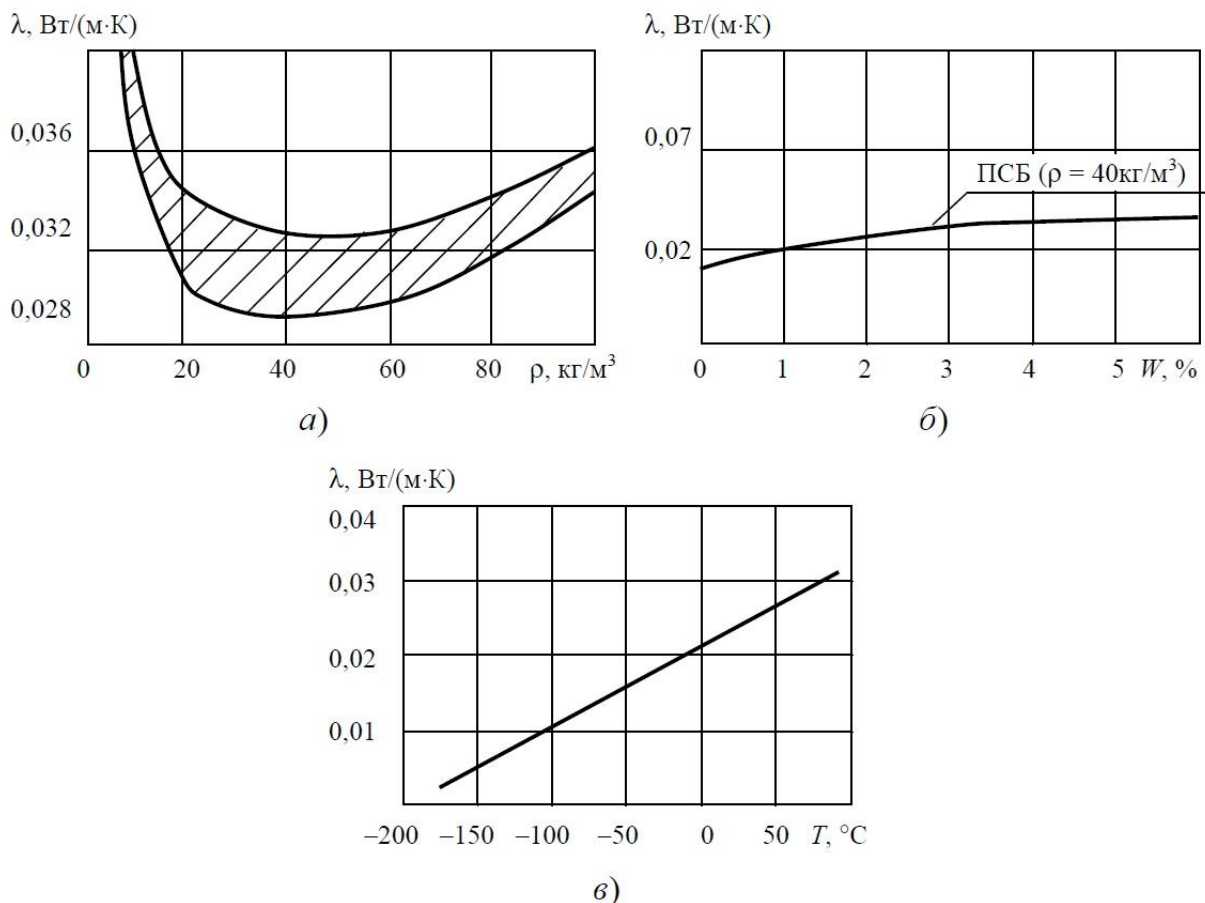 λ, Вт/(м·К)
0,036
0,032
0,028
0 20 40 60 80 ρ, кг/м³
а)
λ, Вт/(м·К)
0,07
ПСБ (ρ = 40кг/м³)
0,02
0 1 2 3 4 5 W, %
б)
λ, Вт/(м·К)
0,04
0,03
0,02
0,01
–200 –150 –100 –50 0 50 T, °C
в)